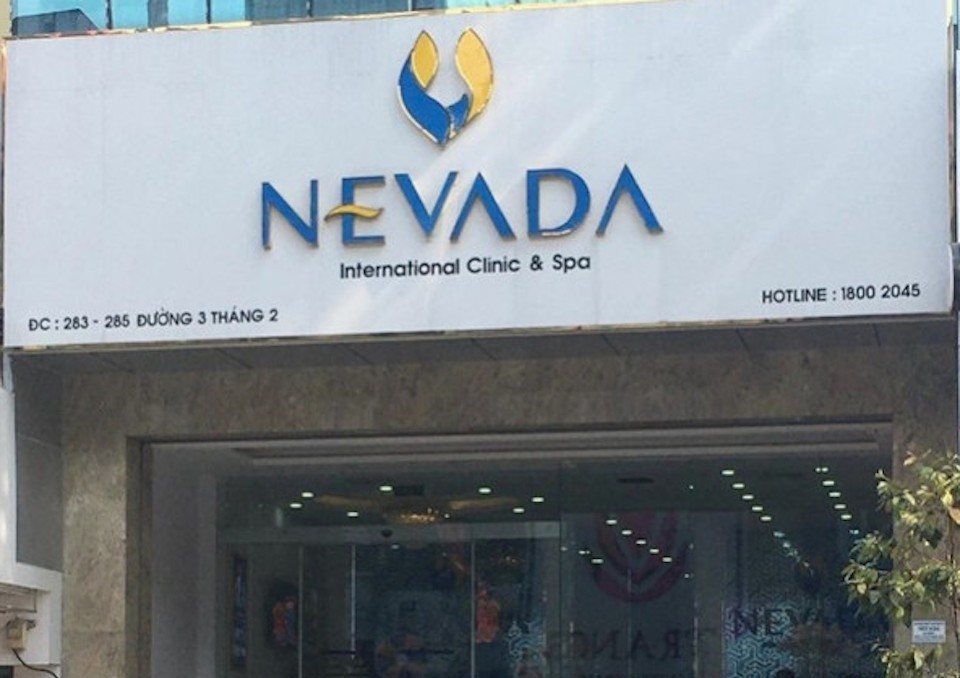 NEVADA
International Clinic & Spa
ĐC : 283 - 285 ĐƯỜNG 3 THÁNG 2
HOTLINE : 1800 2045